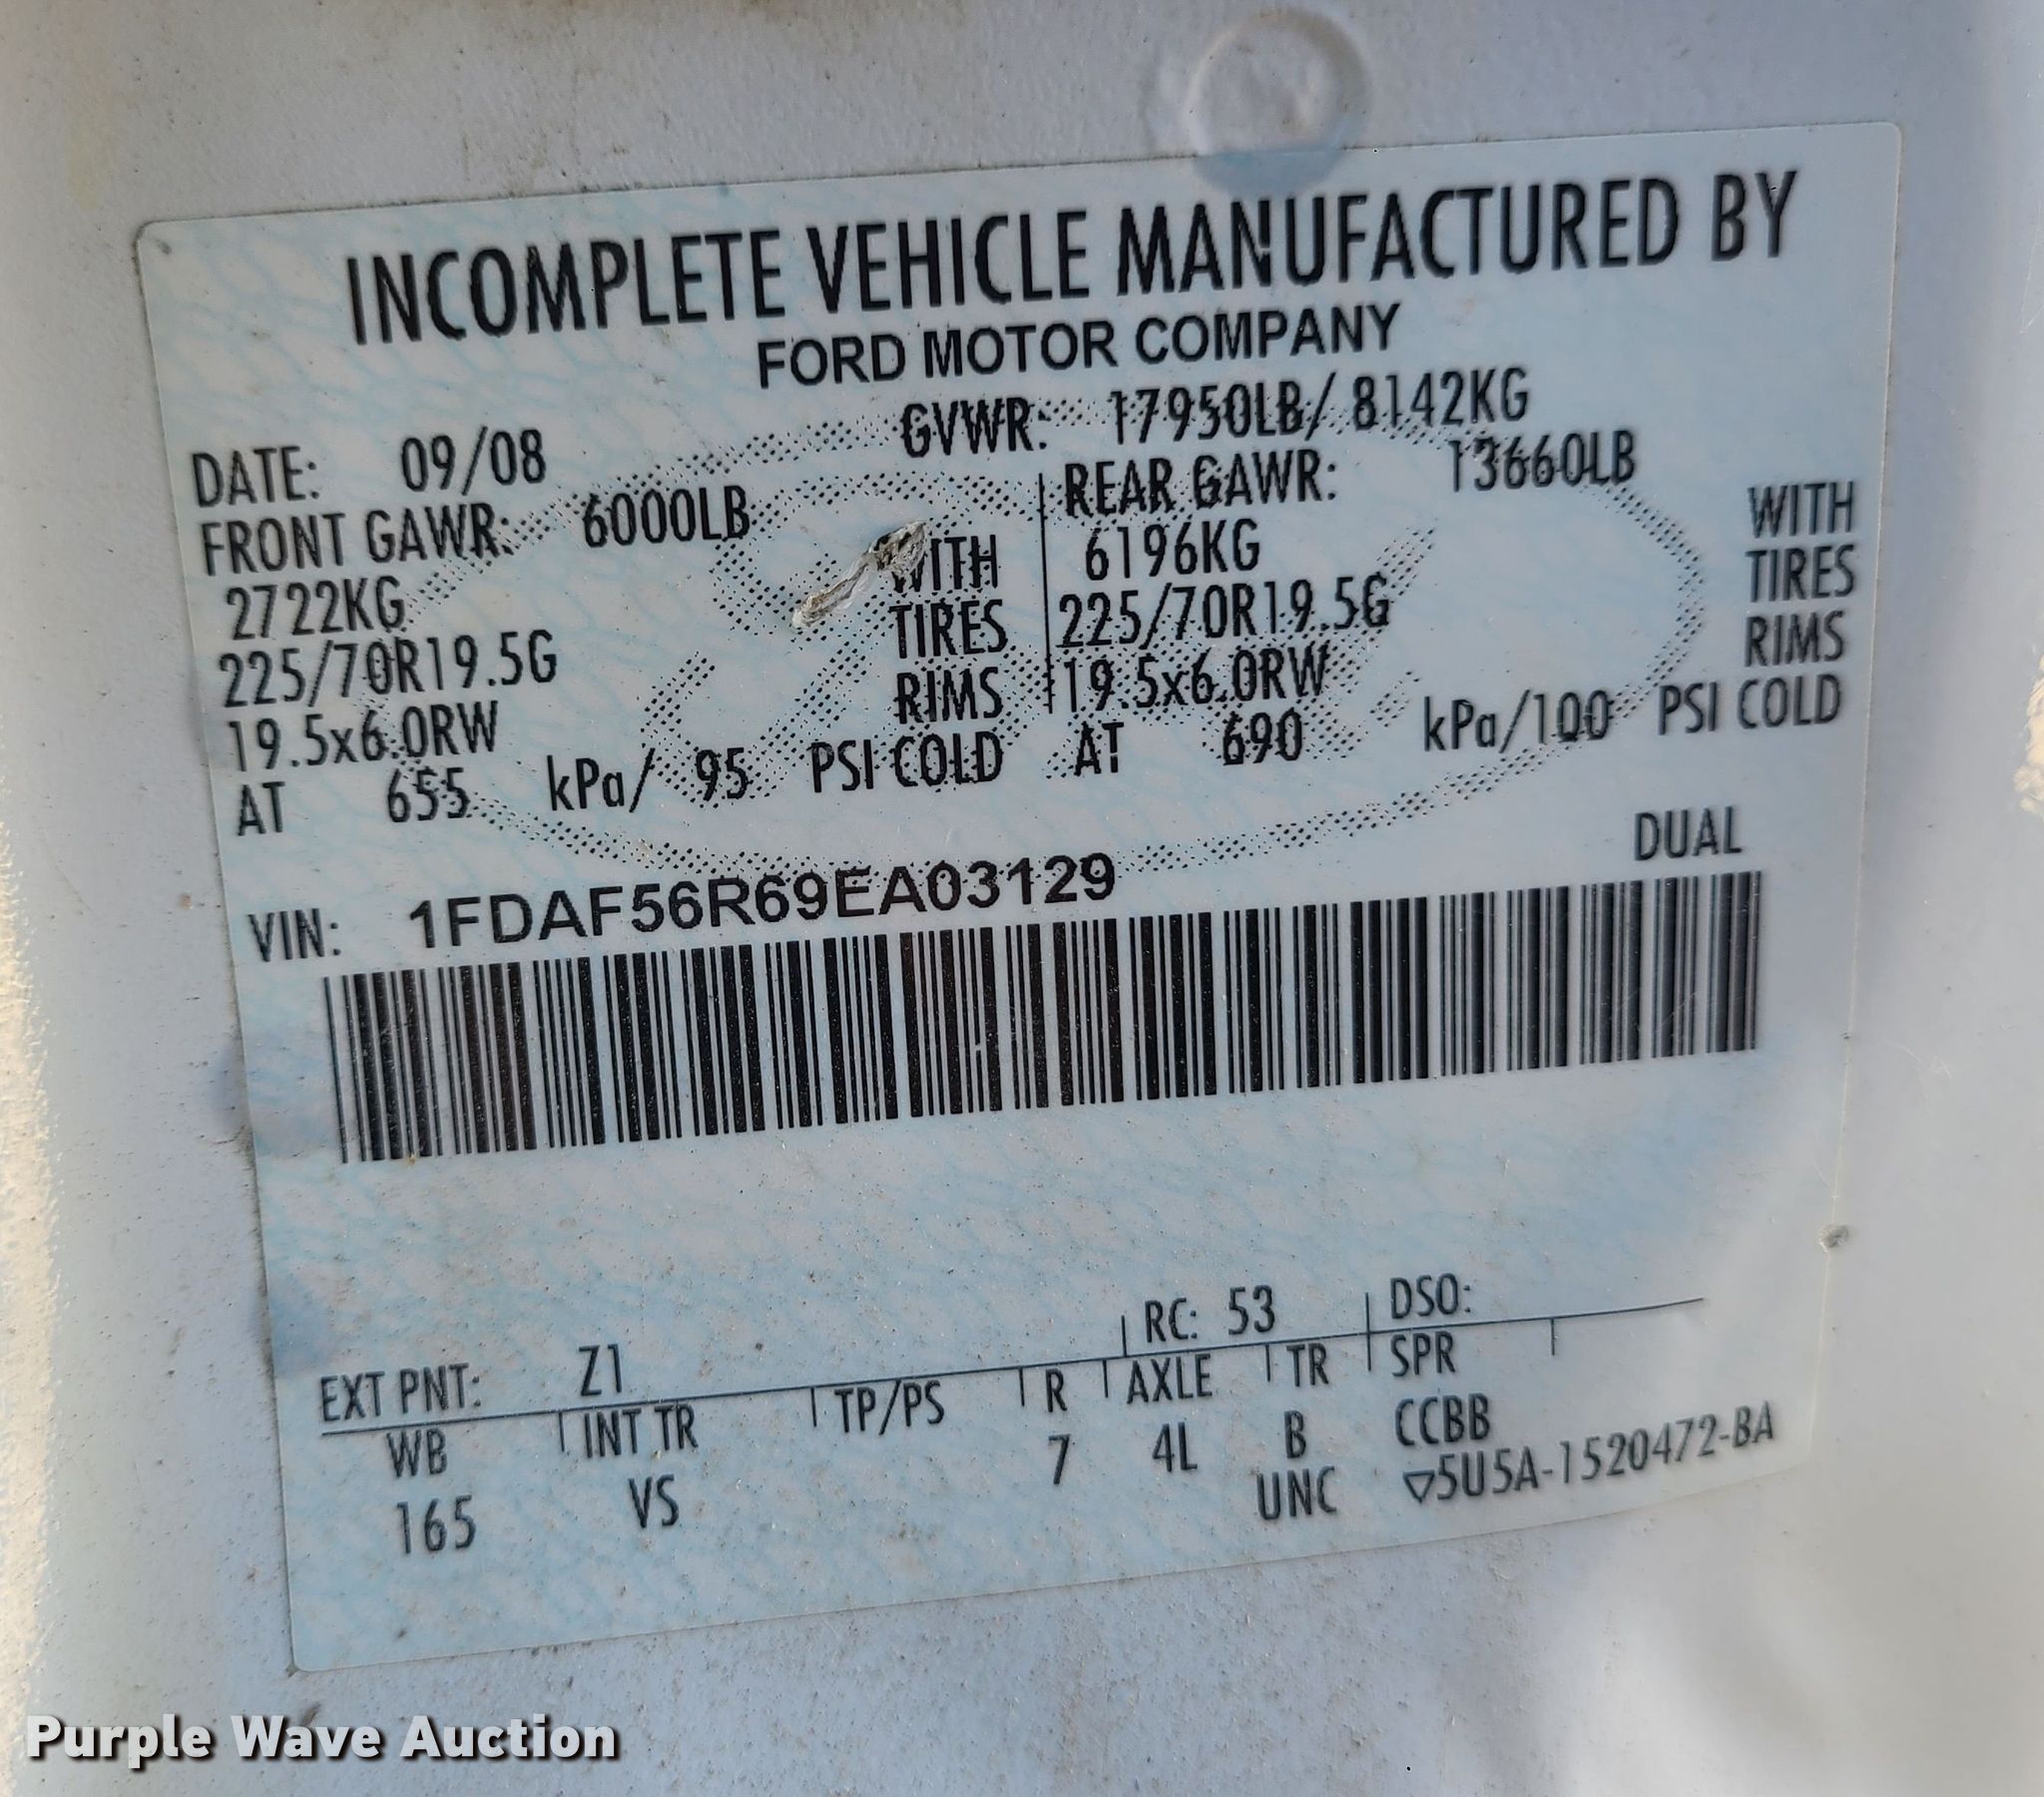 INCOMPLETE VEHICLE MANUFACTURED BY
FORD MOTOR COMPANY
DATE: 09/08 GVWR: 17950LB/ 8142KG
FRONT GAWR: 6000LB REAR GAWR: 13660LB
2722KG WITH 6196KG WITH
225/70R19.5G TIRES 225/70R19.5G TIRES
19.5x6.0RW RIMS 19.5x6.0RW RIMS
AT 655 kPa/ 95 PSI COLD AT 690 kPa/100 PSI COLD
DUAL
VIN: 1FDAF56R69EA03129
EXT PNT: Z1 RC: 53 DSO:
WB INT TR TP/PS R AXLE TR SPR
165 VS 7 4L B CCBB
UNC ▽5U5A-1520472-BA
Purple Wave Auction